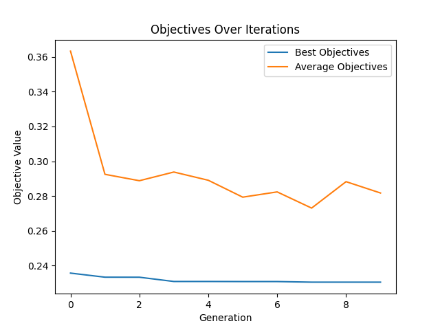 Objectives Over Iterations
Best Objectives
Average Objectives
Objective Value
0.36
0.34
0.32
0.30
0.28
0.26
0.24
0 2 4 6 8
Generation